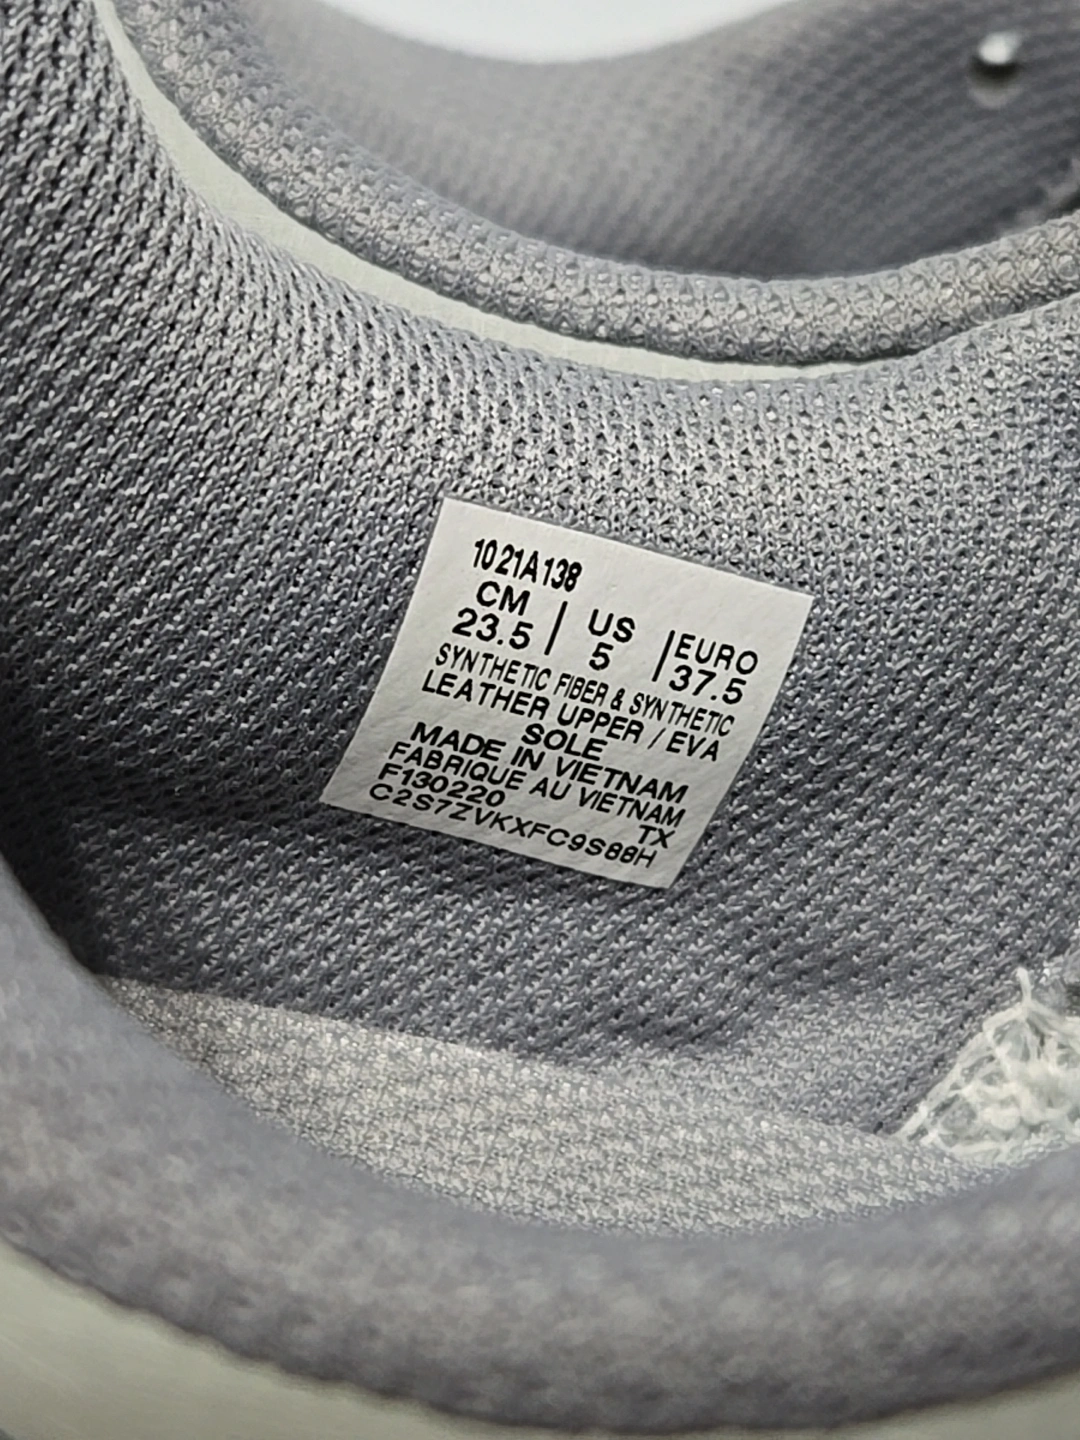 1021A138
CM | US | EURO
23.5 | 5 | 37.5
SYNTHETIC FIBER & SYNTHETIC
LEATHER UPPER / EVA
SOLE
MADE IN VIETNAM
FABRIQUE AU VIETNAM
F130220 TX
C2S7ZVKXFC9S88H